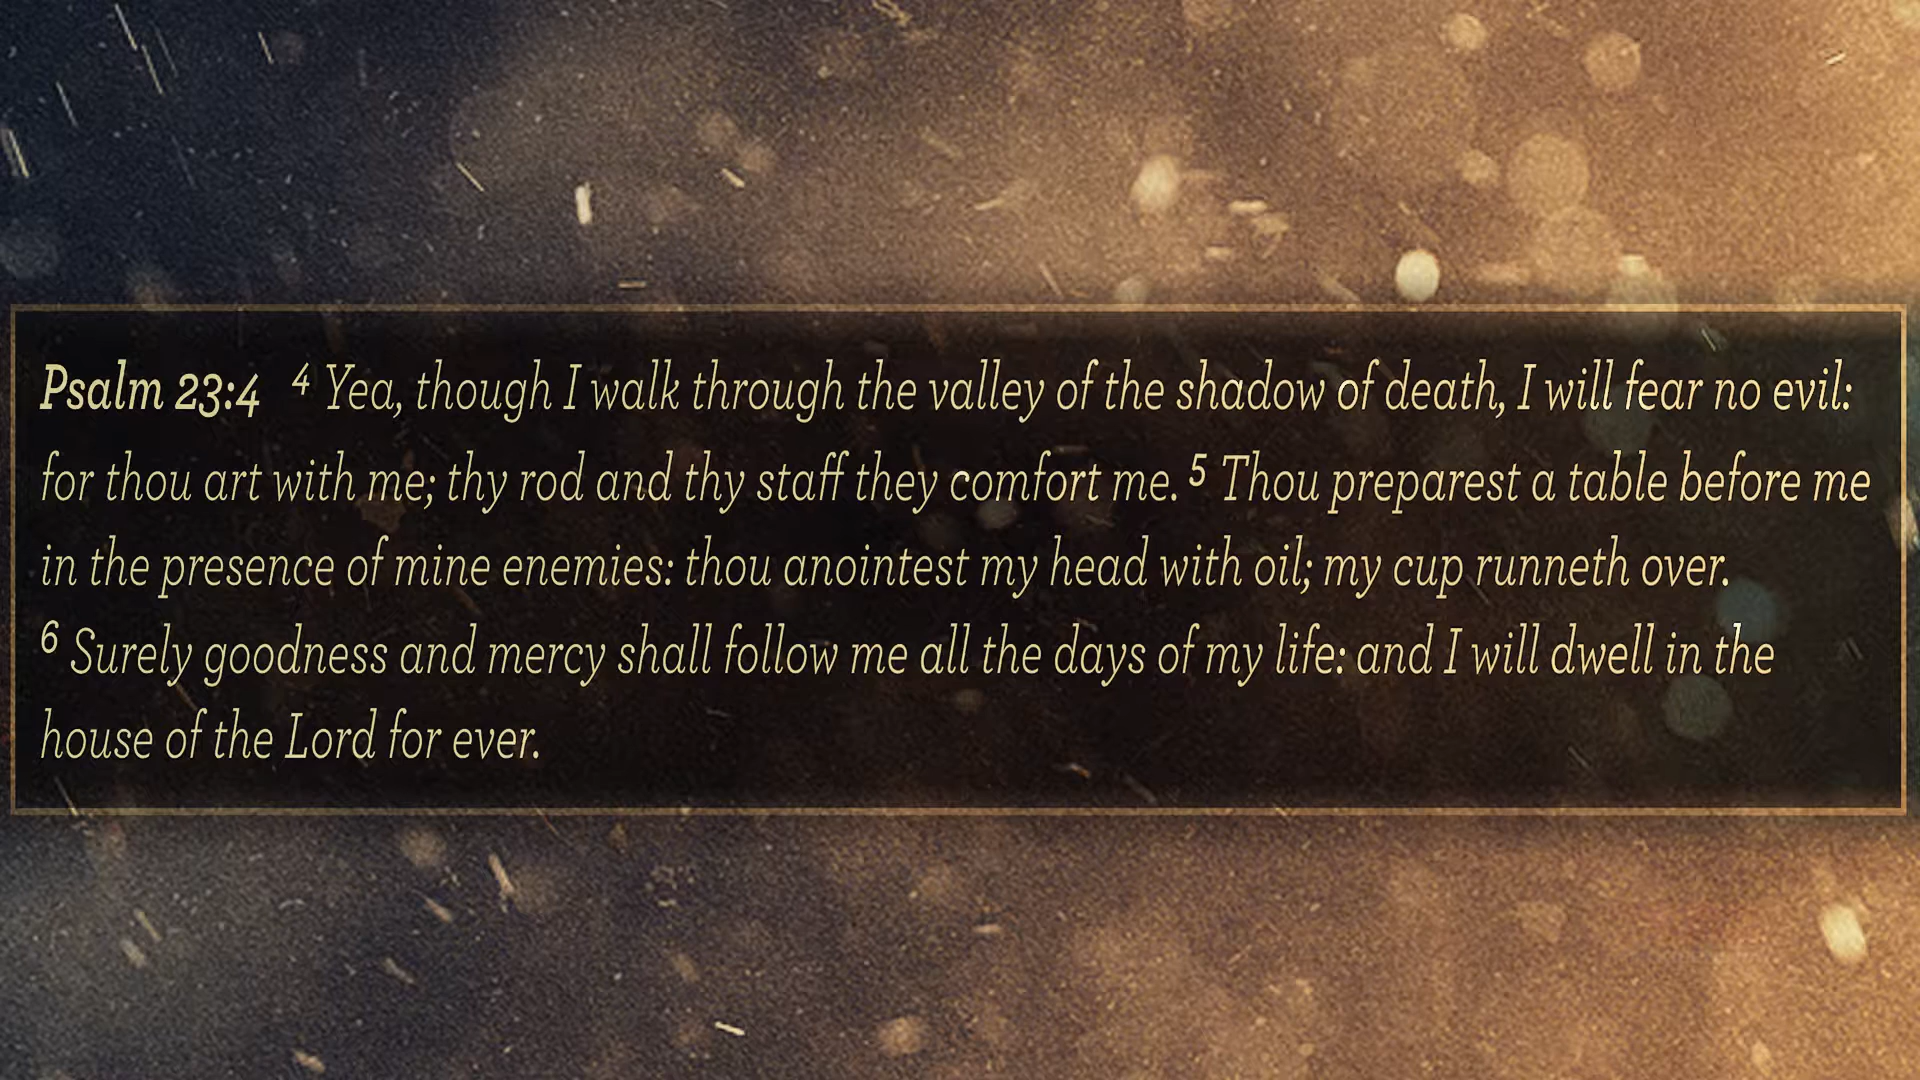 Psalm 23:4 ⁴ Yea, though I walk through the valley of the shadow of death, I will fear no evil:
for thou art with me; thy rod and thy staff they comfort me. ⁵ Thou preparest a table before me
in the presence of mine enemies: thou anointest my head with oil; my cup runneth over.
⁶ Surely goodness and mercy shall follow me all the days of my life: and I will dwell in the
house of the Lord for ever.